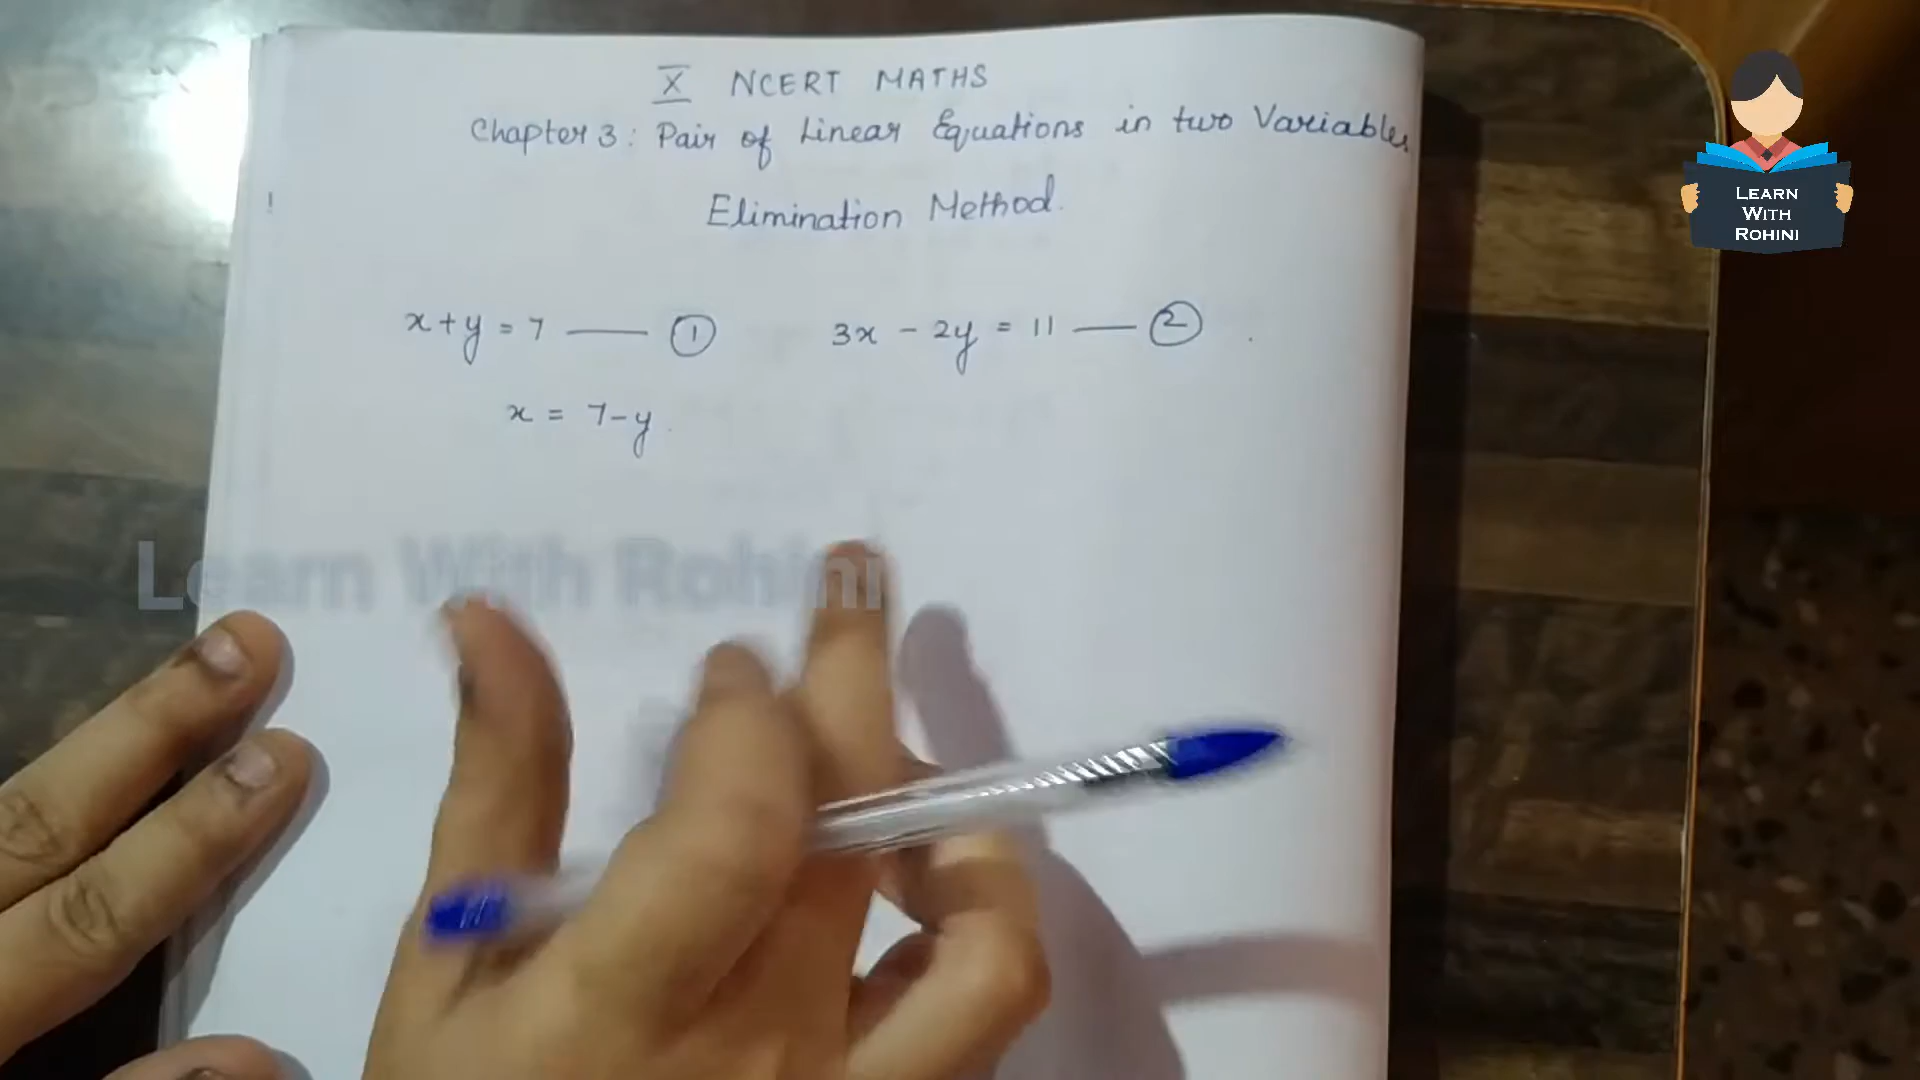 X NCERT MATHS
Chapter 3: Pair of Linear Equations in two Variables
Elimination Method.
x+y = 7 —— ① 3x - 2y = 11 —— ②
x = 7-y
Learn With Rohini
LEARN
WITH
ROHINI